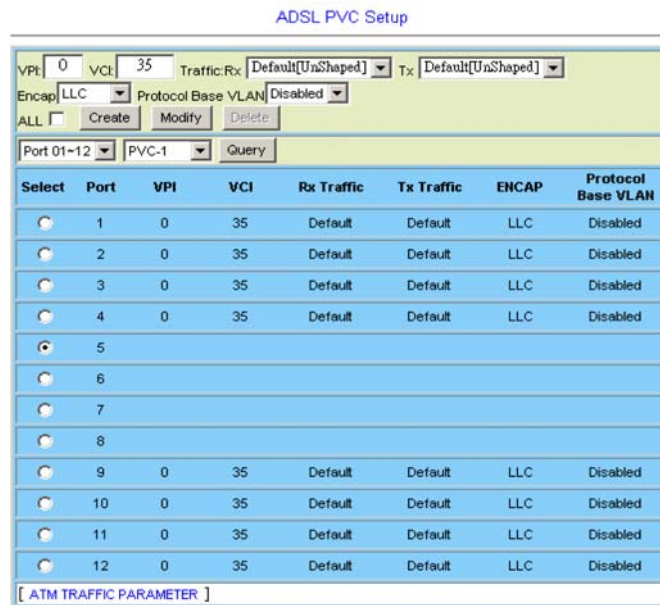 ADSL PVC Setup
VPI: 0 VCI: 35 Traffic:Rx Default[UnShaped] Tx Default[UnShaped]
Encap LLC Protocol Base VLAN Disabled
ALL Create Modify Delete
Port 01~12 PVC-1 Query
Select Port VPI VCI Rx Traffic Tx Traffic ENCAP Protocol Base VLAN
1 0 35 Default Default LLC Disabled
2 0 35 Default Default LLC Disabled
3 0 35 Default Default LLC Disabled
4 0 35 Default Default LLC Disabled
5
6
7
8
9 0 35 Default Default LLC Disabled
10 0 35 Default Default LLC Disabled
11 0 35 Default Default LLC Disabled
12 0 35 Default Default LLC Disabled
[ ATM TRAFFIC PARAMETER ]